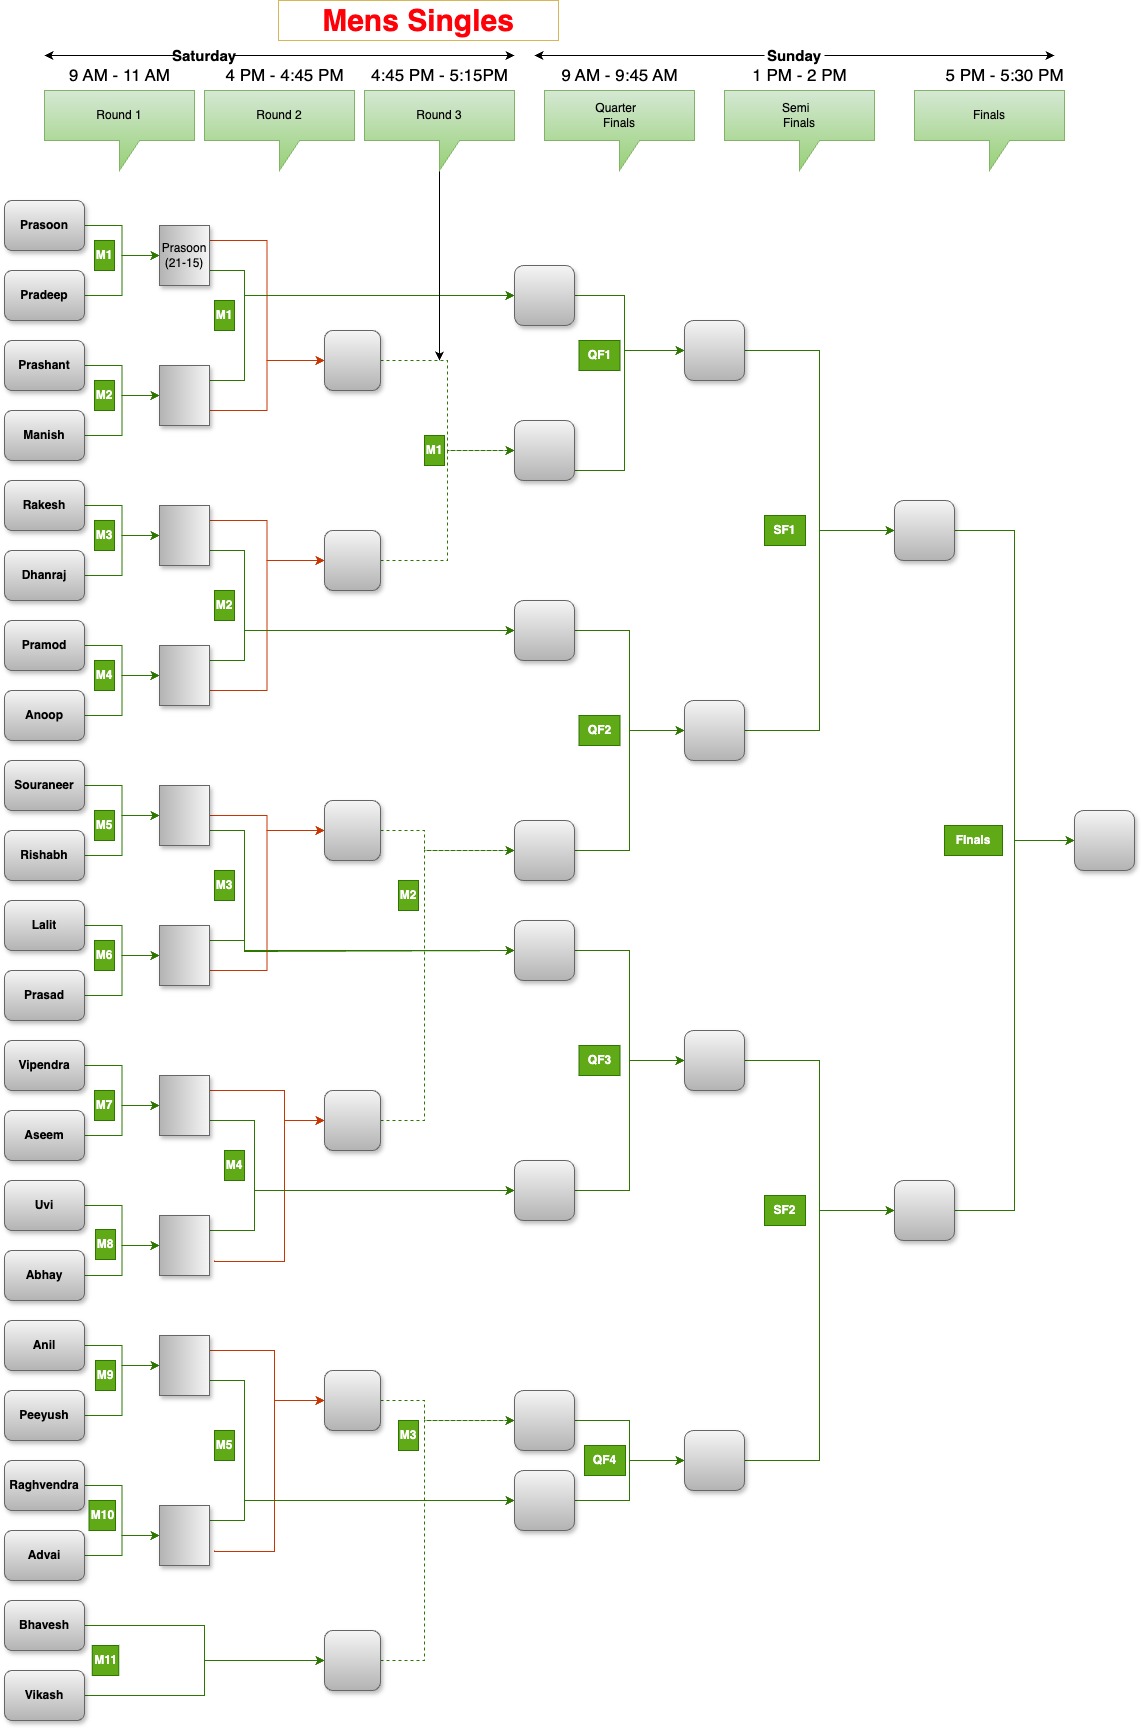 Mens Singles
Saturday
Sunday
9 AM - 11 AM
4 PM - 4:45 PM
4:45 PM - 5:15PM
9 AM - 9:45 AM
1 PM - 2 PM
5 PM - 5:30 PM
Round 1
Round 2
Round 3
Quarter
Finals
Semi
Finals
Finals
Prasoon
M1
Pradeep
Prasoon
(21-15)
Prashant
M2
Manish
M1
Rakesh
M3
Dhanraj
Pramod
M4
Anoop
M2
M1
Souraneer
M5
Rishabh
Lalit
M6
Prasad
M3
Vipendra
M7
Aseem
Uvi
M8
Abhay
M4
M2
Anil
M9
Peeyush
Raghvendra
M10
Advai
M5
Bhavesh
M11
Vikash
M3
QF1
QF2
QF3
QF4
SF1
SF2
FInals